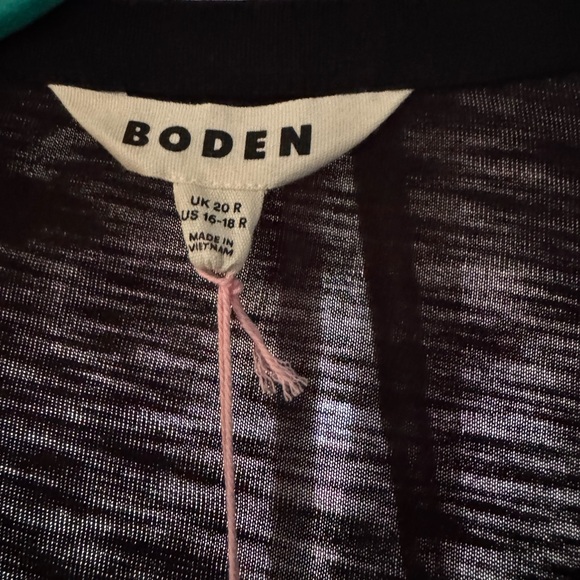 BODEN
UK 20 R
US 16-18 R
MADE IN
VIETNAM